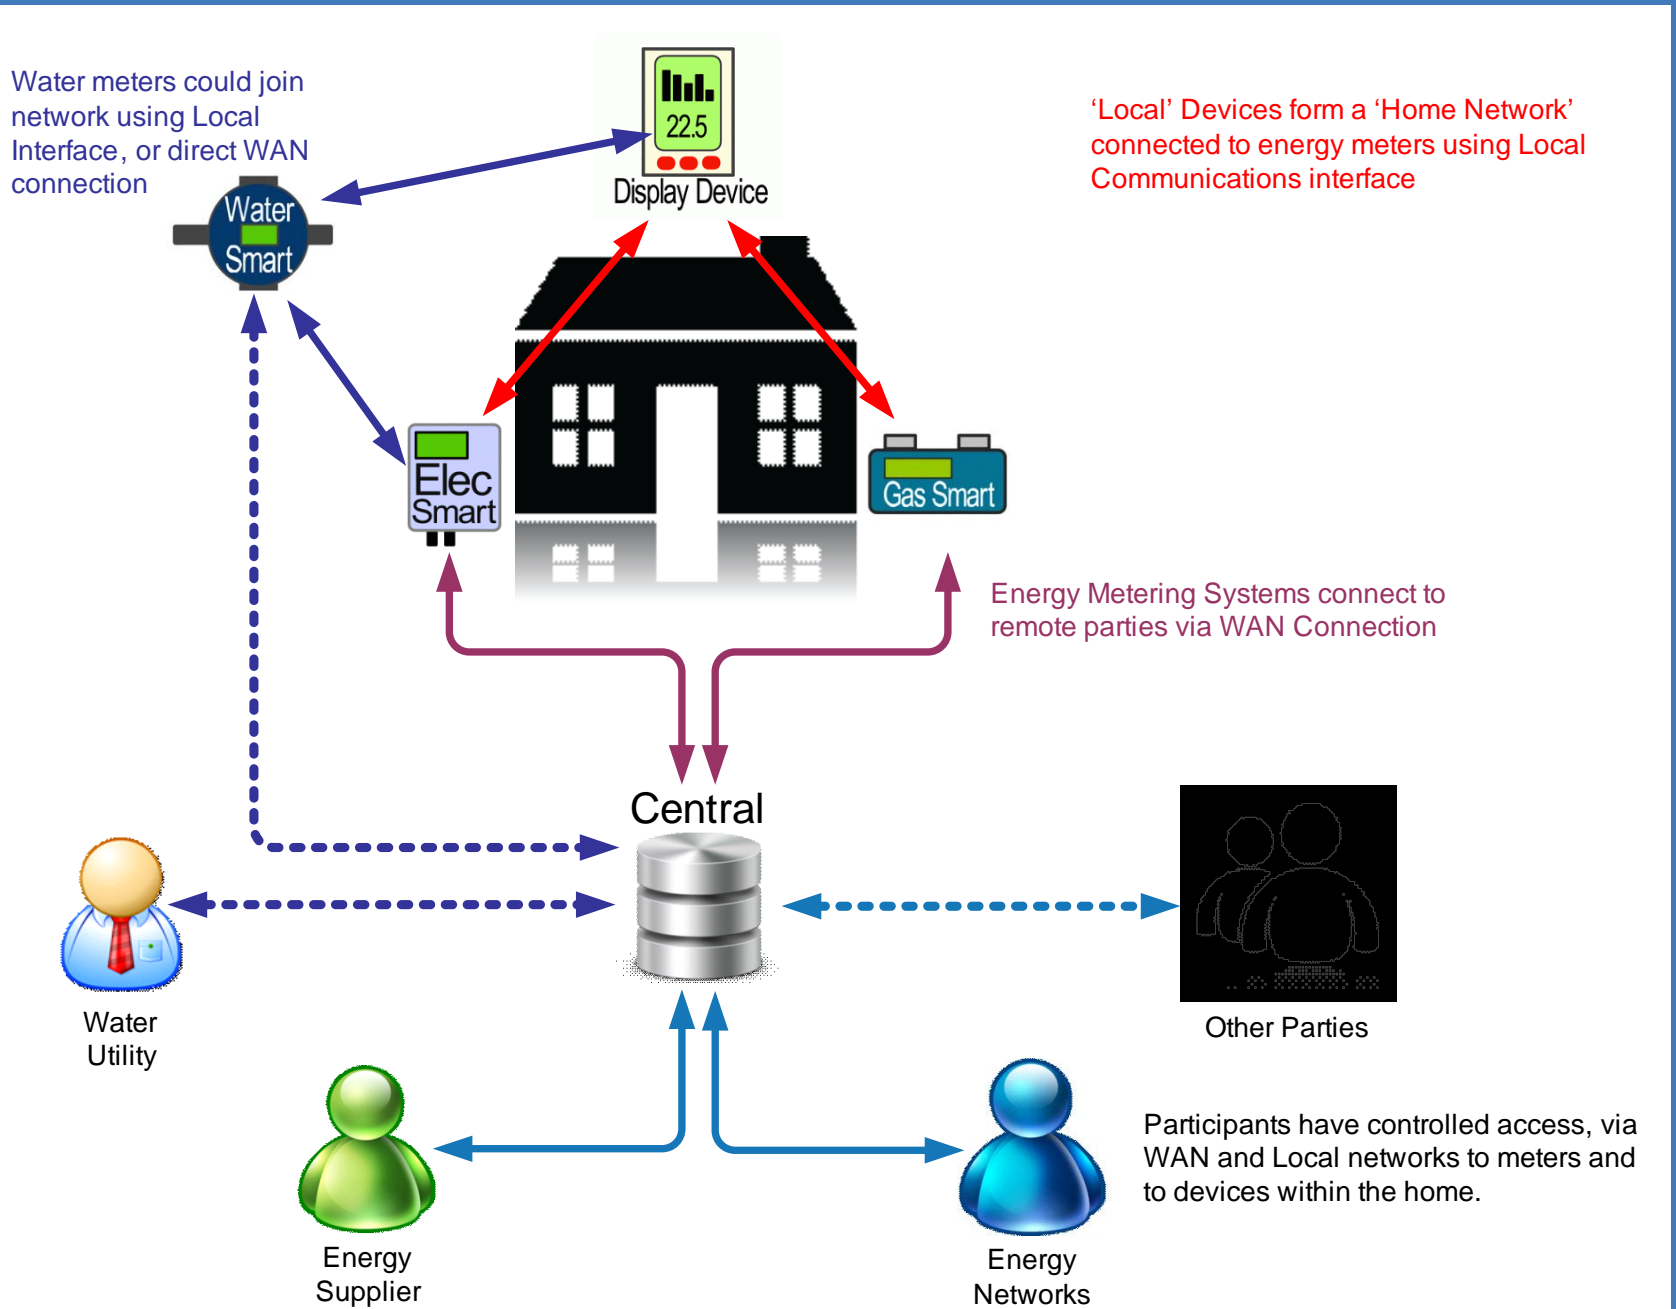 Water meters could join
network using Local
Interface, or direct WAN
connection
22.5
Display Device
‘Local’ Devices form a ‘Home Network’
connected to energy meters using Local
Communications interface
Water
Smart
Elec
Smart
Gas Smart
Energy Metering Systems connect to
remote parties via WAN Connection
Central
Water
Utility
Other Parties
Energy
Supplier
Energy
Networks
Participants have controlled access, via
WAN and Local networks to meters and
to devices within the home.